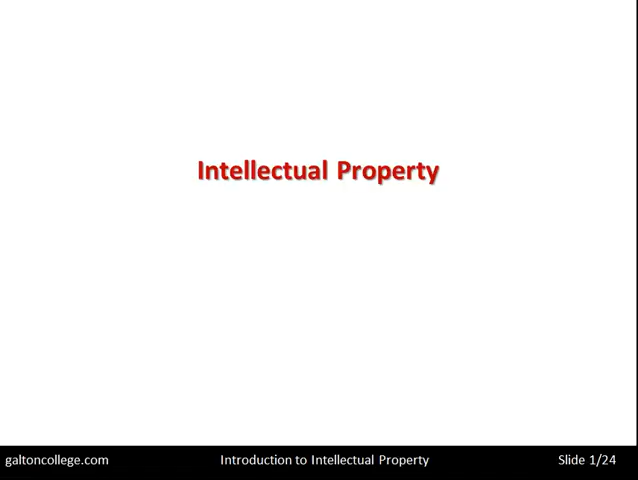 Intellectual Property
galtoncollege.com Introduction to Intellectual Property Slide 1/24